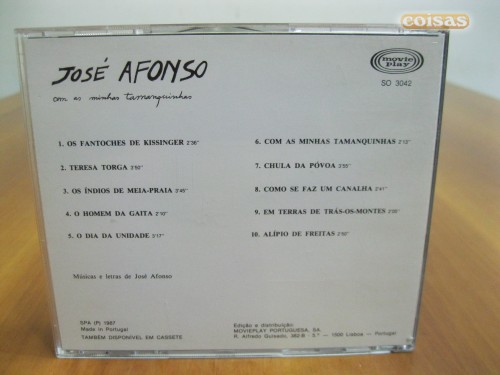 coisas
JOSÉ AFONSO
com as minhas tamanquinhas
movie
play
SO 3042
1. OS FANTOCHES DE KISSINGER
2. TERESA TORGA
3. OS ÍNDIOS DE MEIA-PRAIA 3'45"
4. O HOMEM DA GAITA
5. O DIA DA UNIDADE
6. COM AS MINHAS TAMANQUINHAS
7. CHULA DA PÓVOA
8. COMO SE FAZ UM CANALHA
9. EM TERRAS DE TRÁS-OS-MONTES
10. ALÍPIO DE FREITAS
Músicas e letras de José Afonso
SPA (P) 1987
Made in Portugal
TAMBÉM DISPONÍVEL EM CASSETE
Edição e distribuição:
MOVIEPLAY PORTUGUESA, SA.
Lisboa - Portugal